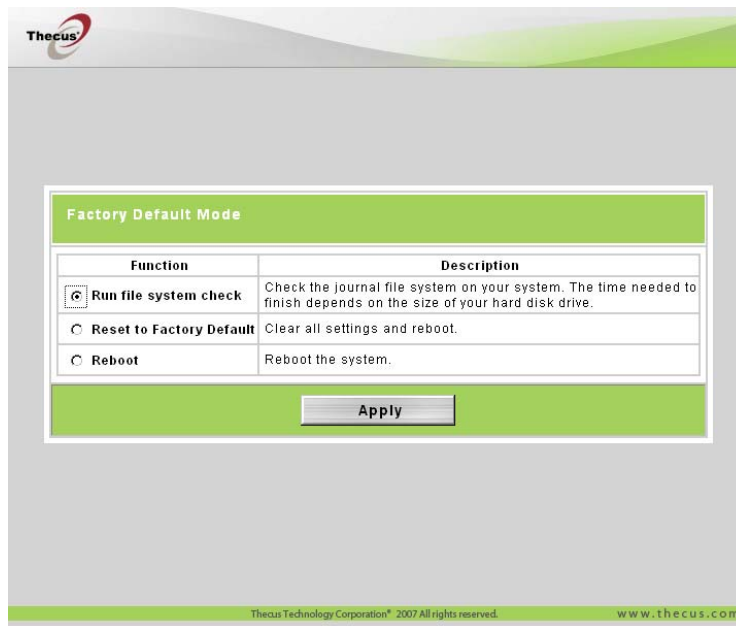 Thecus
Factory Default Mode
Function Description
Run file system check Check the journal file system on your system. The time needed to
finish depends on the size of your hard disk drive.
Reset to Factory Default Clear all settings and reboot.
Reboot Reboot the system.
Apply
Thecus Technology Corporation® 2007 All rights reserved. www.thecus.com